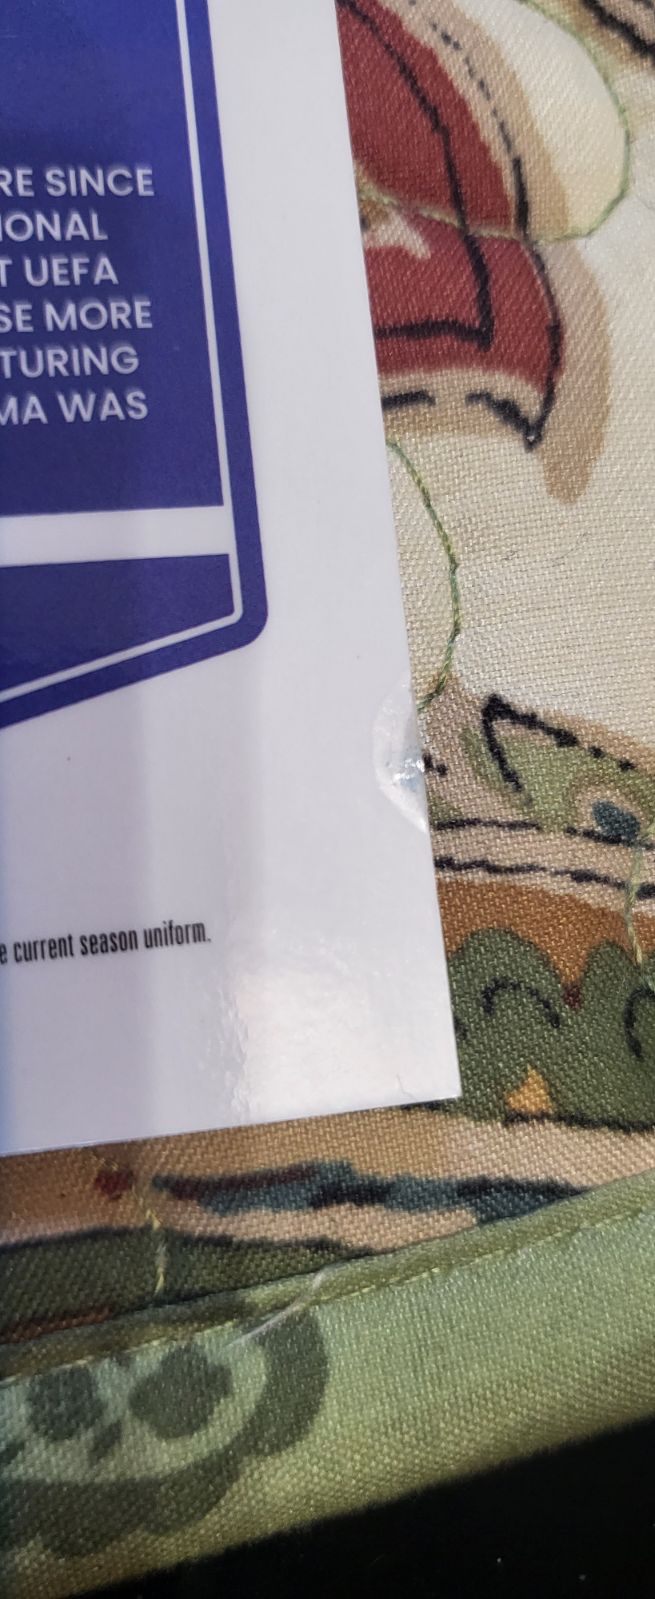 RE SINCE
IONAL
T UEFA
SE MORE
TURING
MA WAS
e current season uniform.